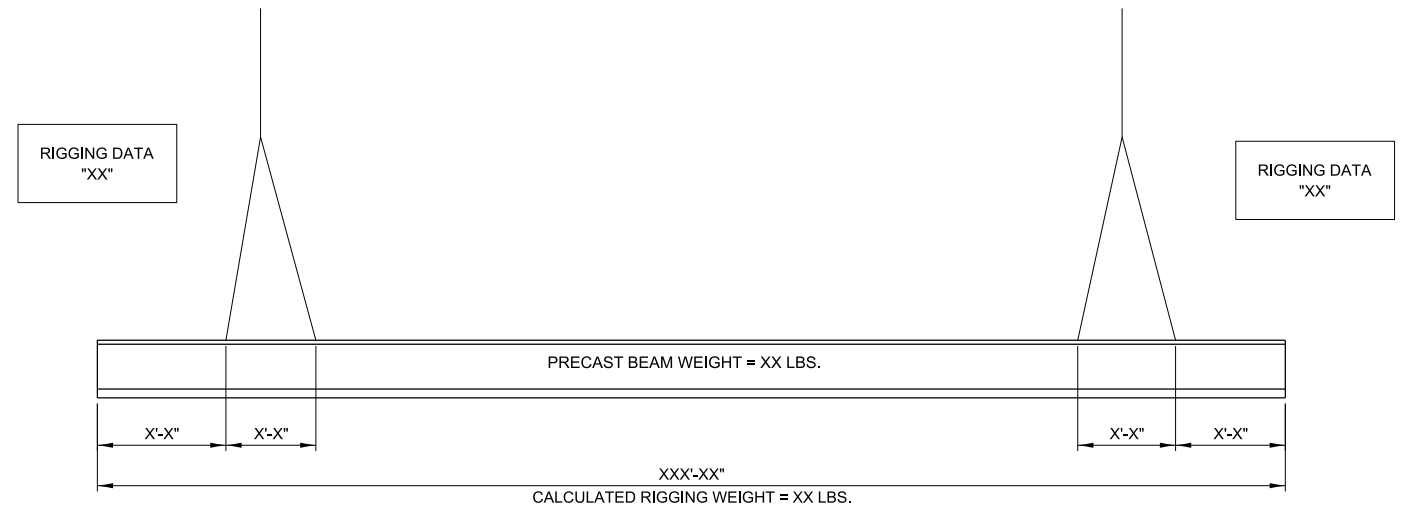 RIGGING DATA
"XX"
RIGGING DATA
"XX"
PRECAST BEAM WEIGHT = XX LBS.
X'-X"
X'-X"
X'-X"
X'-X"
XXX'-XX"
CALCULATED RIGGING WEIGHT = XX LBS.